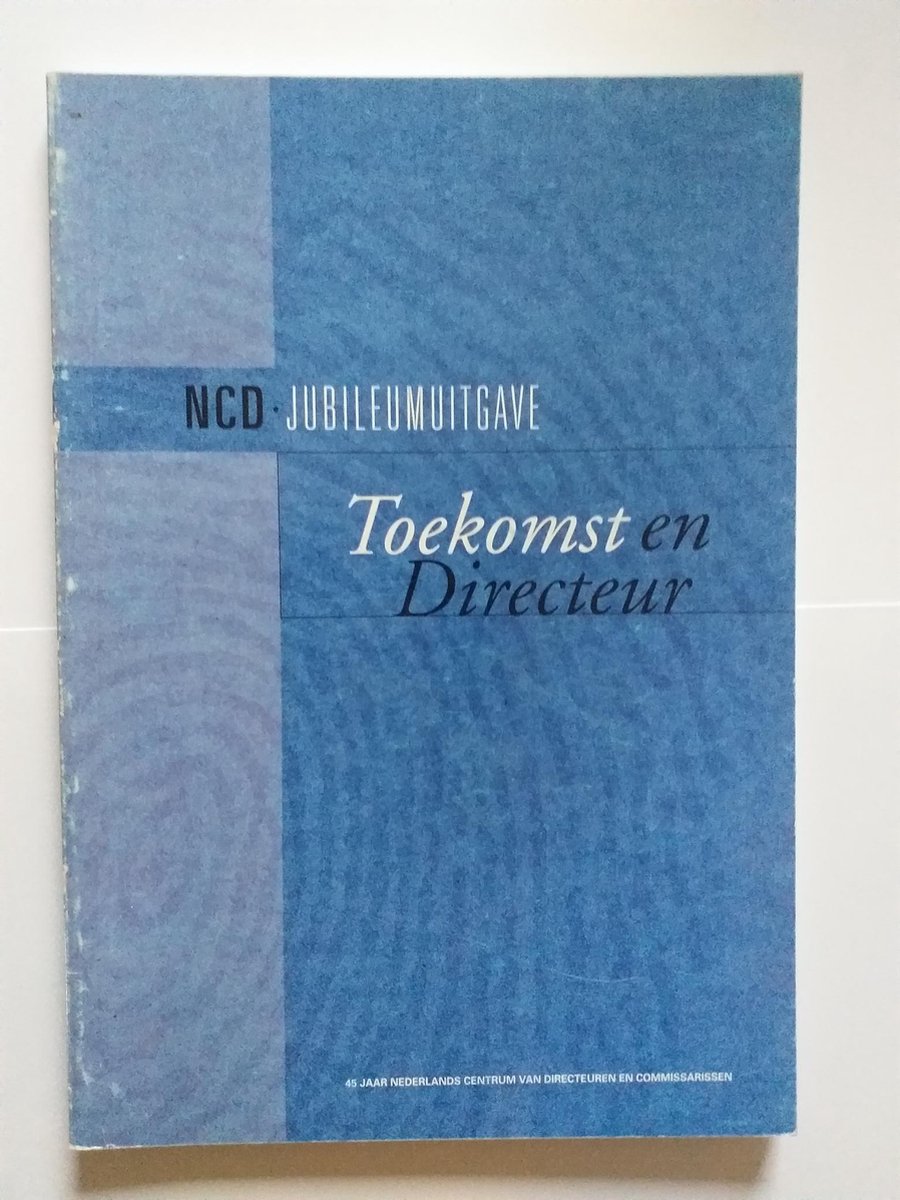 NCD · JUBILEUMUITGAVE
Toekomst en
Directeur
45 JAAR NEDERLANDS CENTRUM VAN DIRECTEUREN EN COMMISSARISSEN